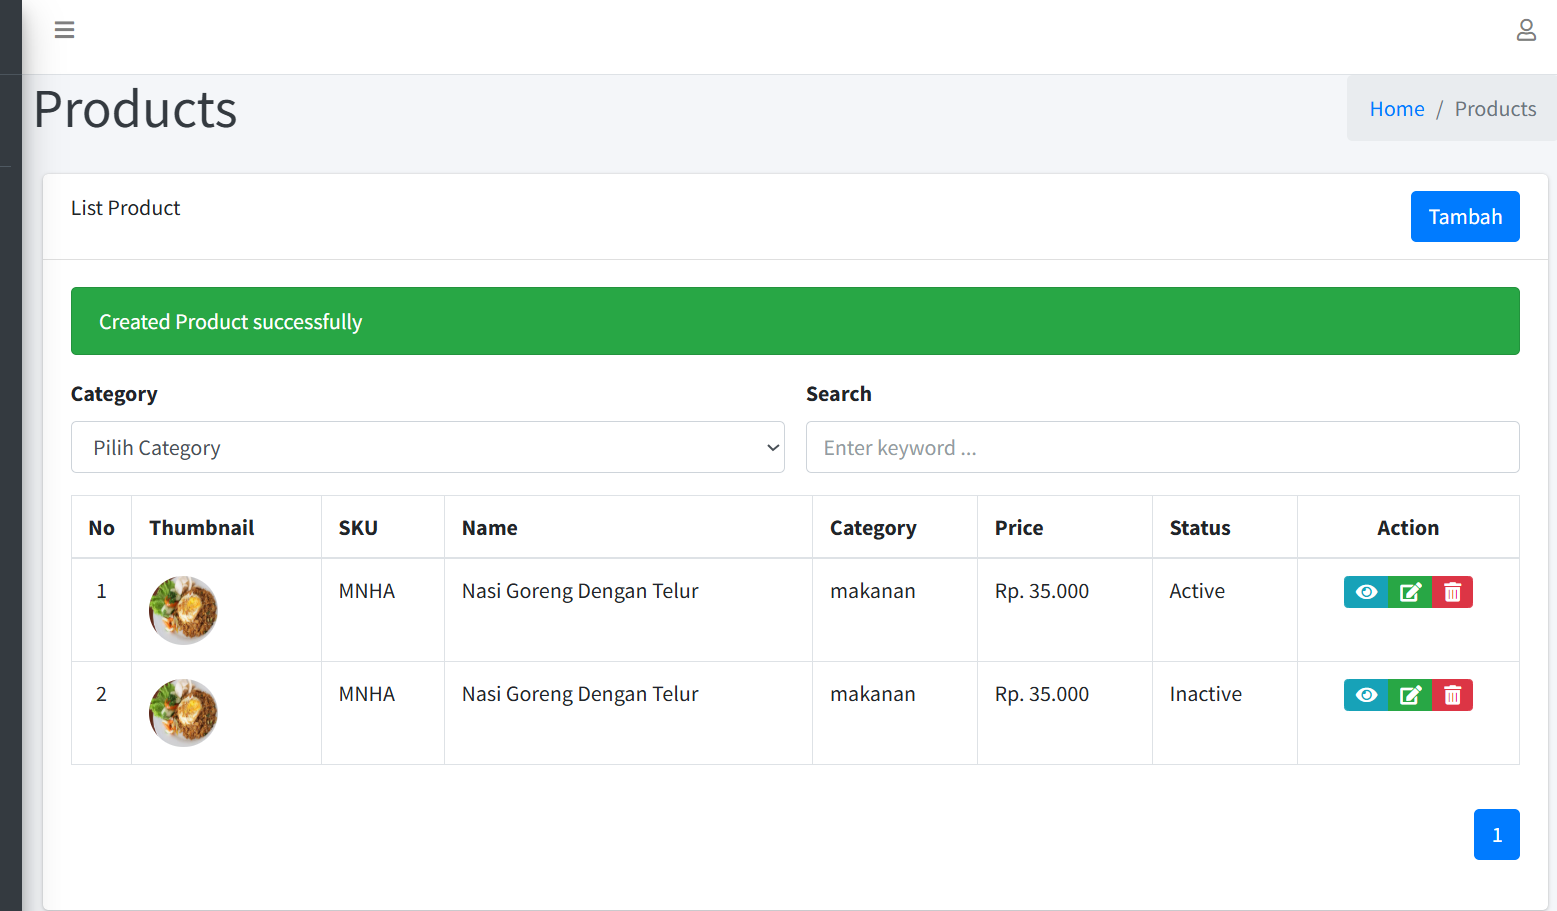 Products
Home / Products
List Product
Tambah
Created Product successfully
Category
Search
Pilih Category
Enter keyword ...
No Thumbnail SKU Name Category Price Status Action
1 MNHA Nasi Goreng Dengan Telur makanan Rp. 35.000 Active
2 MNHA Nasi Goreng Dengan Telur makanan Rp. 35.000 Inactive
1